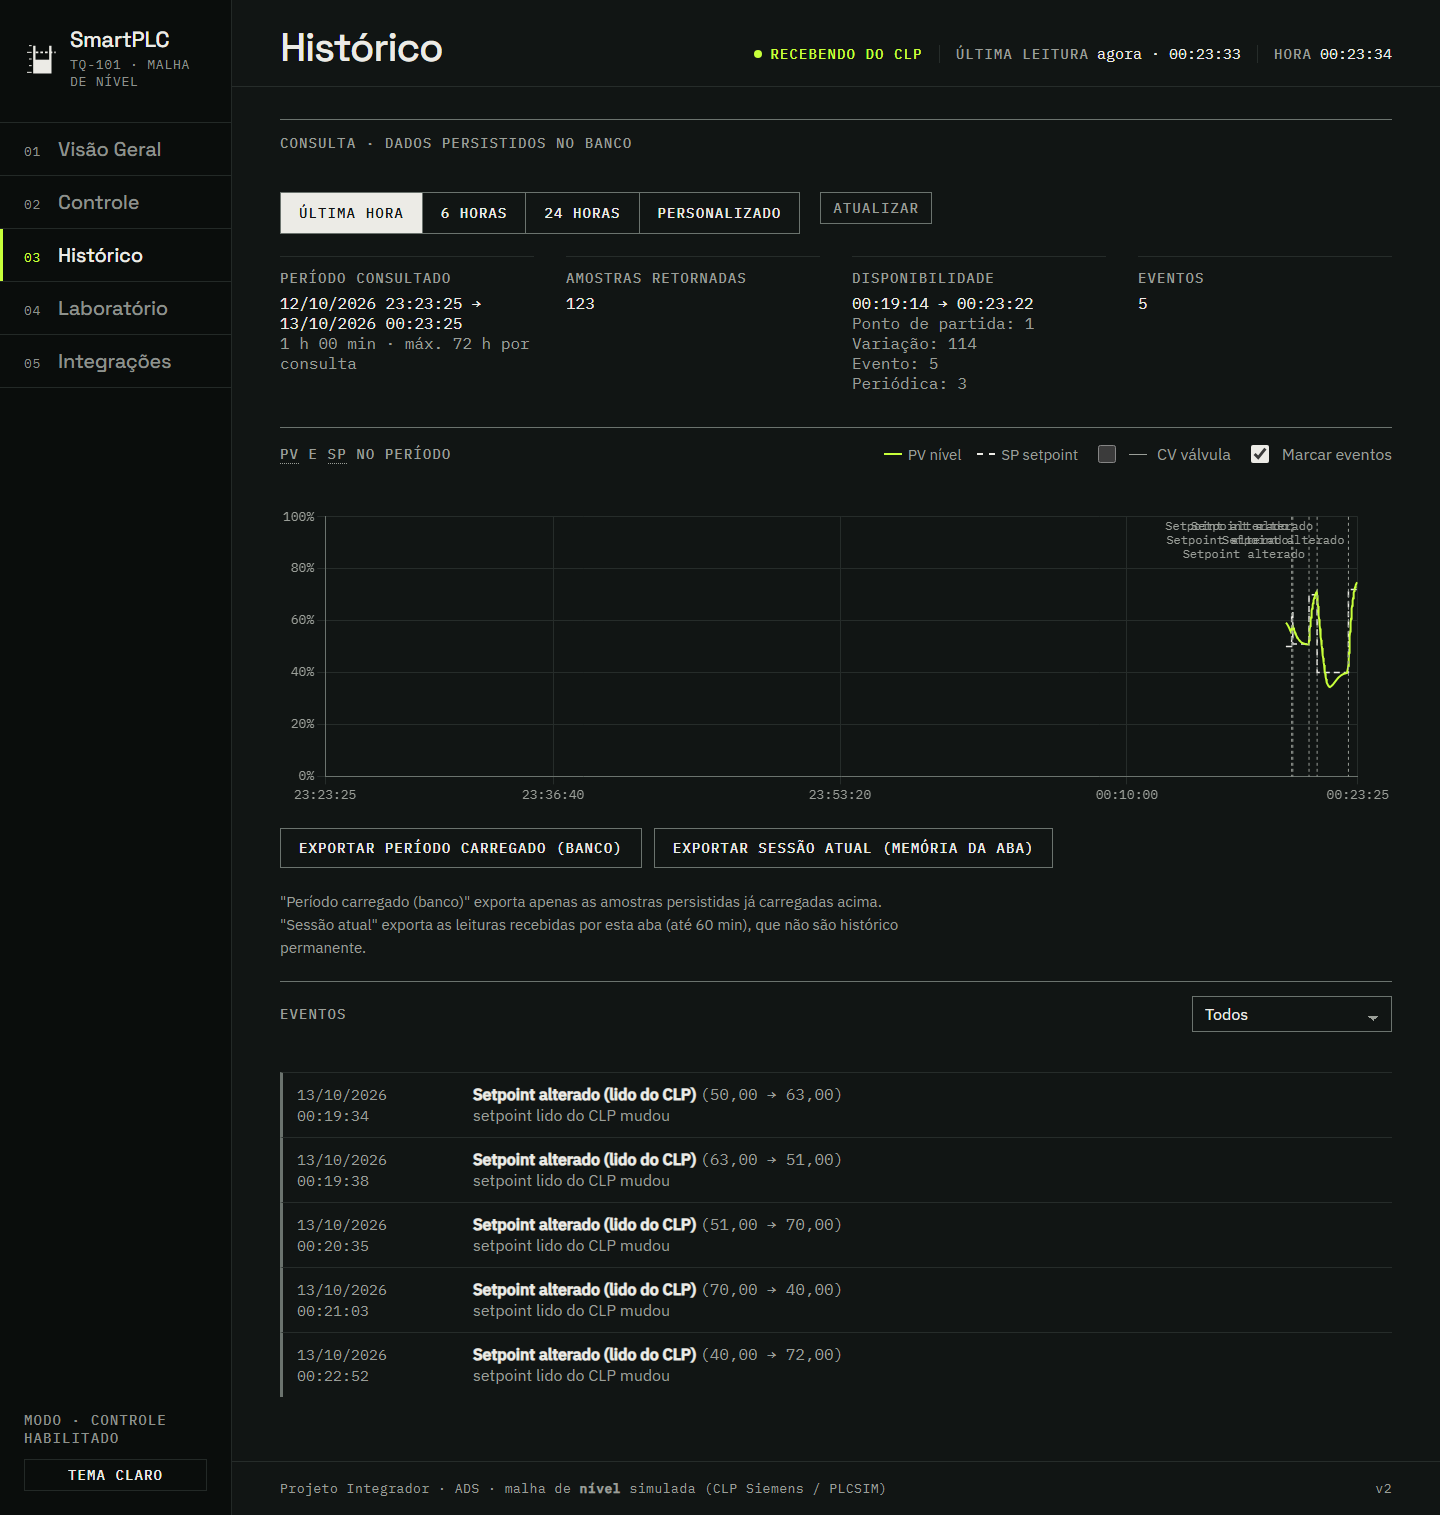 SmartPLC
TQ-101 · MALHA
DE NÍVEL
01 Visão Geral
02 Controle
03 Histórico
04 Laboratório
05 Integrações
MODO · CONTROLE
HABILITADO
TEMA CLARO
Histórico
RECEBENDO DO CLP
ÚLTIMA LEITURA agora · 00:23:33
HORA 00:23:34
CONSULTA · DADOS PERSISTIDOS NO BANCO
ÚLTIMA HORA
6 HORAS
24 HORAS
PERSONALIZADO
ATUALIZAR
PERÍODO CONSULTADO
12/10/2026 23:23:25 →
13/10/2026 00:23:25
1 h 00 min · máx. 72 h por
consulta
AMOSTRAS RETORNADAS
123
DISPONIBILIDADE
00:19:14 → 00:23:22
Ponto de partida: 1
Variação: 114
Evento: 5
Periódica: 3
EVENTOS
5
PV E SP NO PERÍODO
PV nível
SP setpoint
CV válvula
Marcar eventos
100%
80%
60%
40%
20%
0%
Setpoint alterado
Setpoint alterado
Setpoint alterado
Setpoint alterado
Setpoint alterado
23:23:25
23:36:40
23:53:20
00:10:00
00:23:25
EXPORTAR PERÍODO CARREGADO (BANCO)
EXPORTAR SESSÃO ATUAL (MEMÓRIA DA ABA)
"Período carregado (banco)" exporta apenas as amostras persistidas já carregadas acima.
"Sessão atual" exporta as leituras recebidas por esta aba (até 60 min), que não são histórico
permanente.
EVENTOS
Todos
13/10/2026
00:19:34
Setpoint alterado (lido do CLP) (50,00 → 63,00)
setpoint lido do CLP mudou
13/10/2026
00:19:38
Setpoint alterado (lido do CLP) (63,00 → 51,00)
setpoint lido do CLP mudou
13/10/2026
00:20:35
Setpoint alterado (lido do CLP) (51,00 → 70,00)
setpoint lido do CLP mudou
13/10/2026
00:21:03
Setpoint alterado (lido do CLP) (70,00 → 40,00)
setpoint lido do CLP mudou
13/10/2026
00:22:52
Setpoint alterado (lido do CLP) (40,00 → 72,00)
setpoint lido do CLP mudou
Projeto Integrador · ADS · malha de nível simulada (CLP Siemens / PLCSIM)
v2